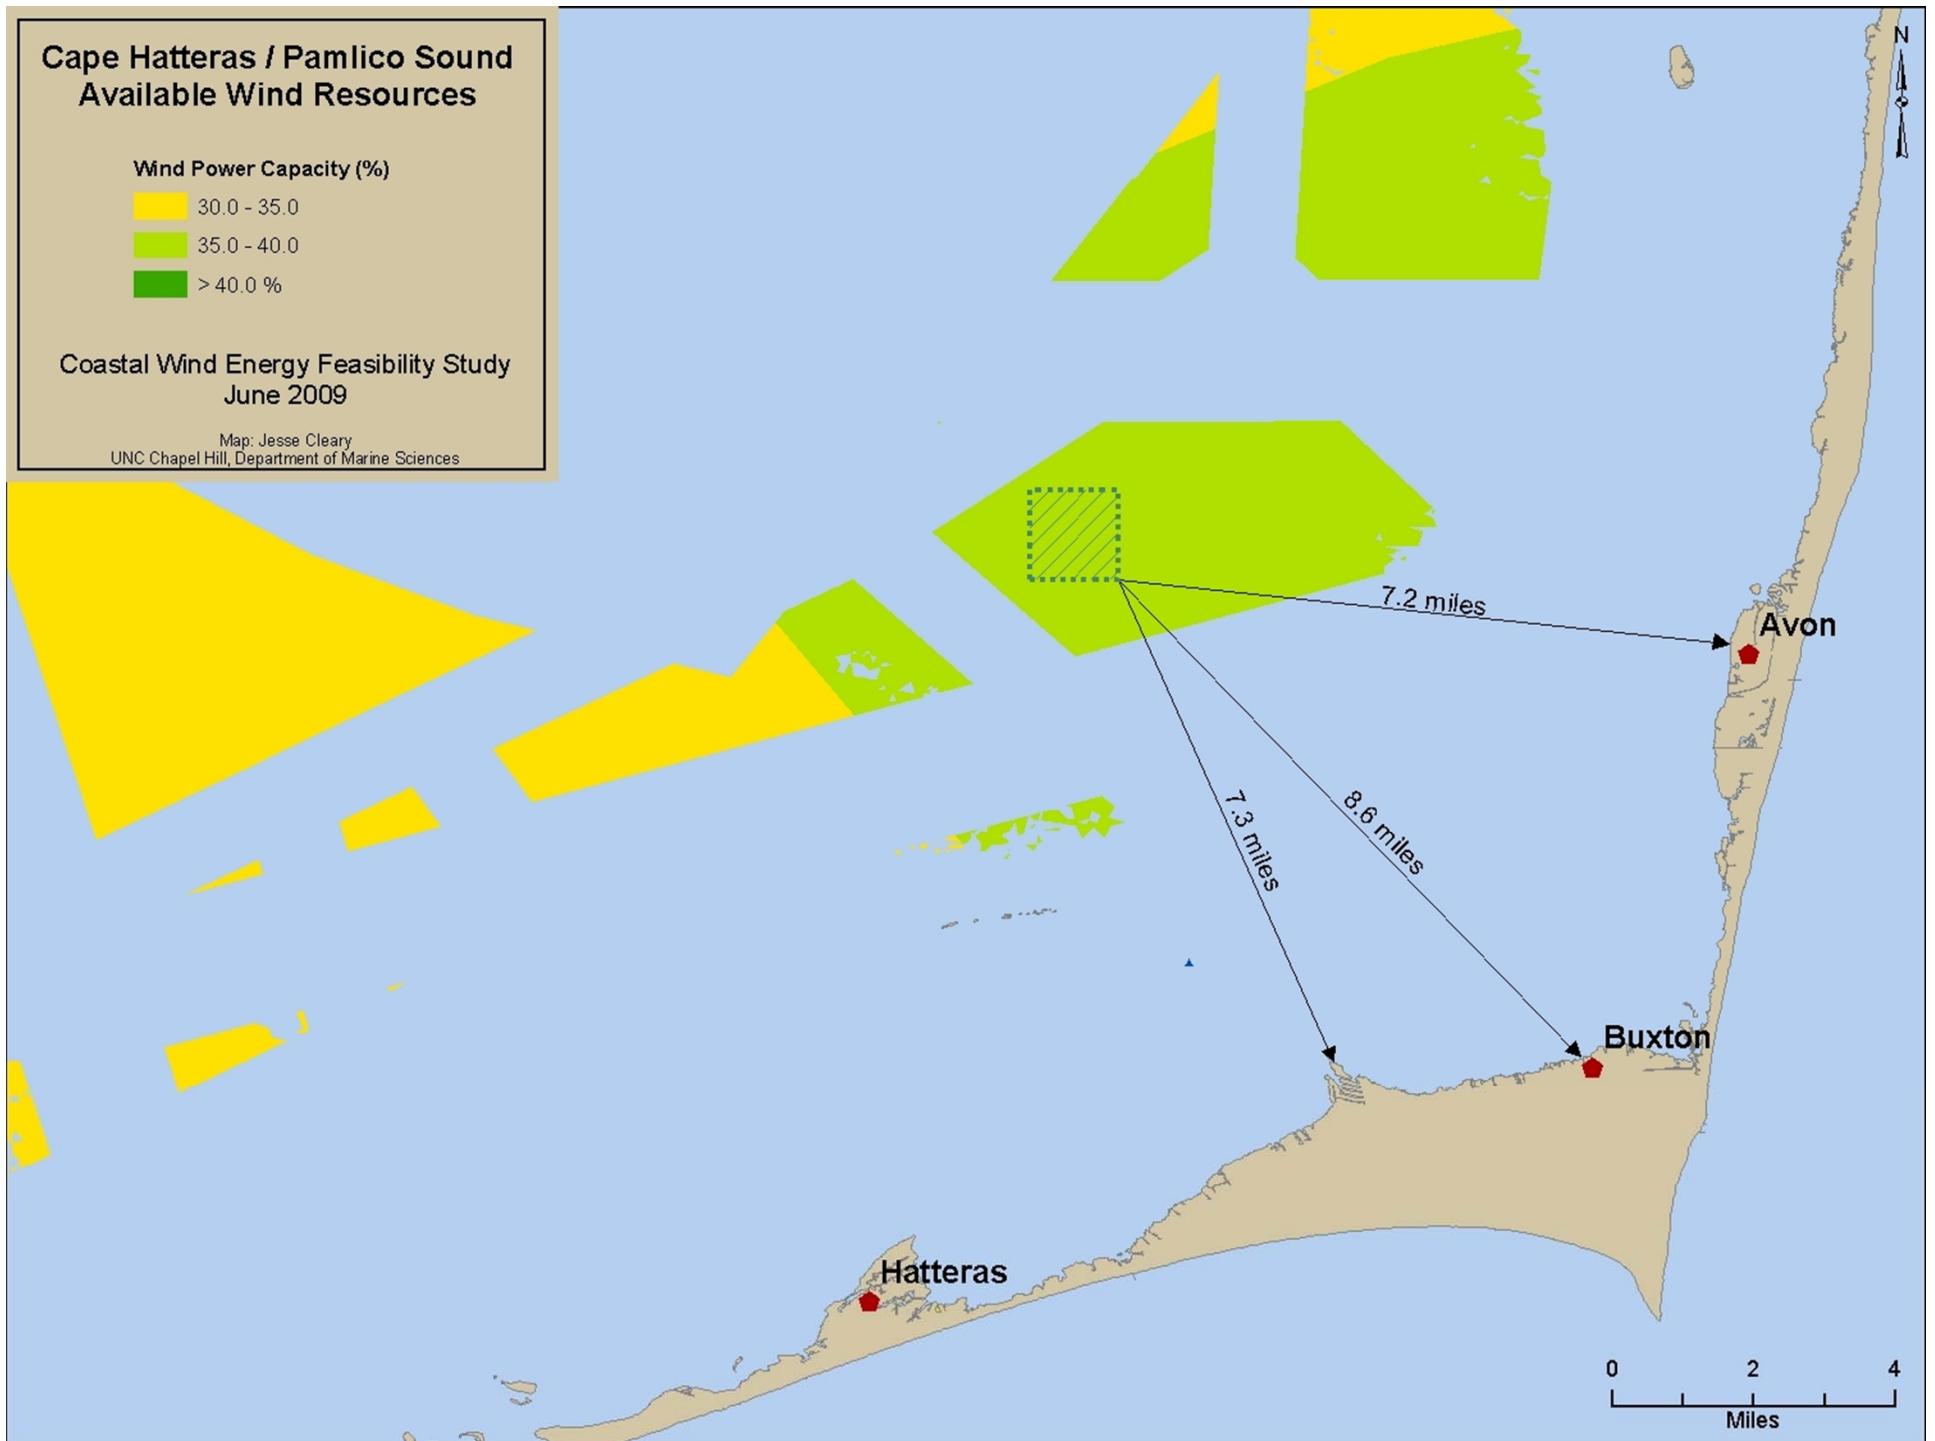 Cape Hatteras / Pamlico Sound
Available Wind Resources
Wind Power Capacity (%)
30.0 - 35.0
35.0 - 40.0
> 40.0 %
Coastal Wind Energy Feasibility Study
June 2009
Map: Jesse Cleary
UNC Chapel Hill, Department of Marine Sciences
N
7.2 miles
Avon
7.3 miles
8.6 miles
Buxton
Hatteras
0 2 4
Miles